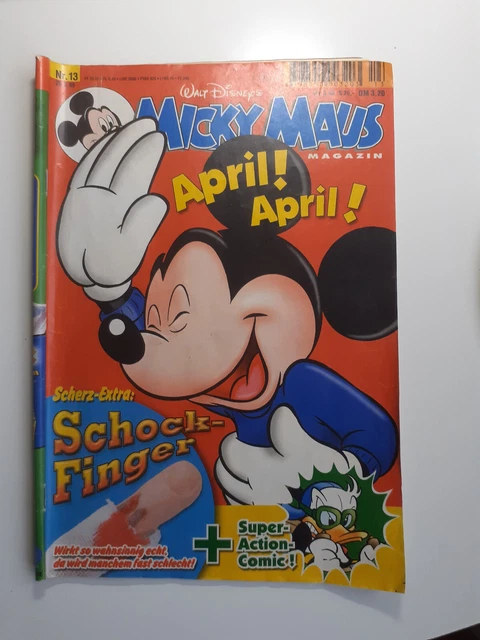 Nr. 13
DM 3,20
Walt Disney's
MICKY MAUS
MAGAZIN
April!
April!
Scherz-Extra:
Schock-
Finger
Wirkt so wahnsinnig echt,
da wird manchem fast schlecht!
+
Super-
Action-
Comic!